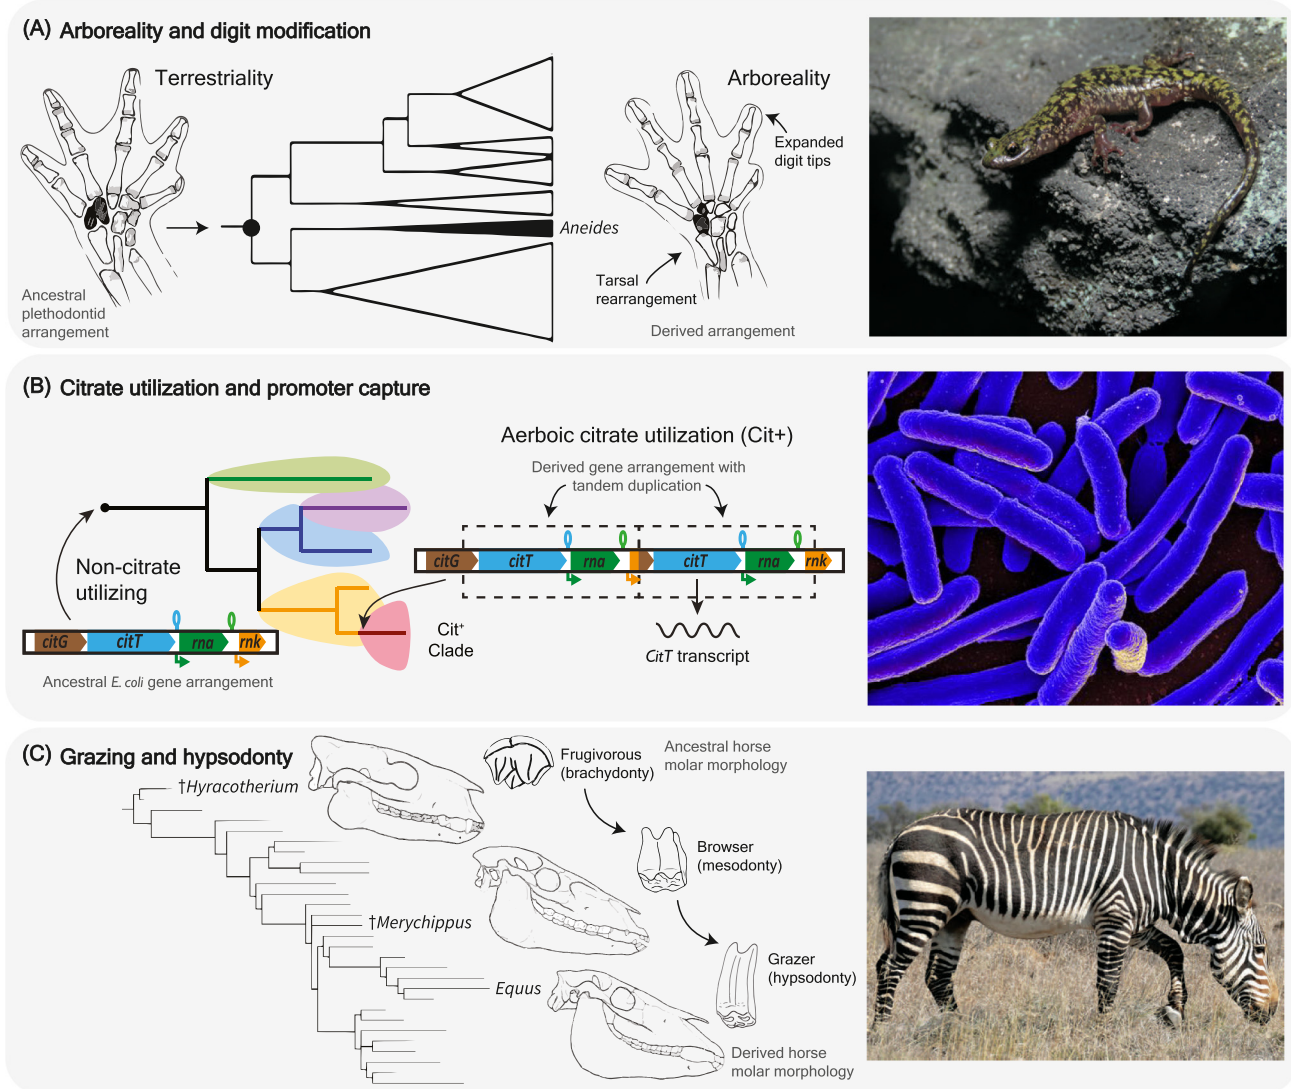 (A) Arboreality and digit modification
Terrestriality
Arboreality
Expanded
digit tips
Aneides
Tarsal
rearrangement
Ancestral
plethodontid
arrangement
Derived arrangement
(B) Citrate utilization and promoter capture
Aerboic citrate utilization (Cit+)
Derived gene arrangement with
tandem duplication
citG citT rna citT rna rnk
Non-citrate
utilizing
citG citT rna rnk
Ancestral E. coli gene arrangement
Cit+
Clade
CitT transcript
(C) Grazing and hypsodonty
†Hyracotherium
Frugivorous
(brachydonty)
Ancestral horse
molar morphology
Browser
(mesodonty)
†Merychippus
Grazer
(hypsodonty)
Equus
Derived horse
molar morphology